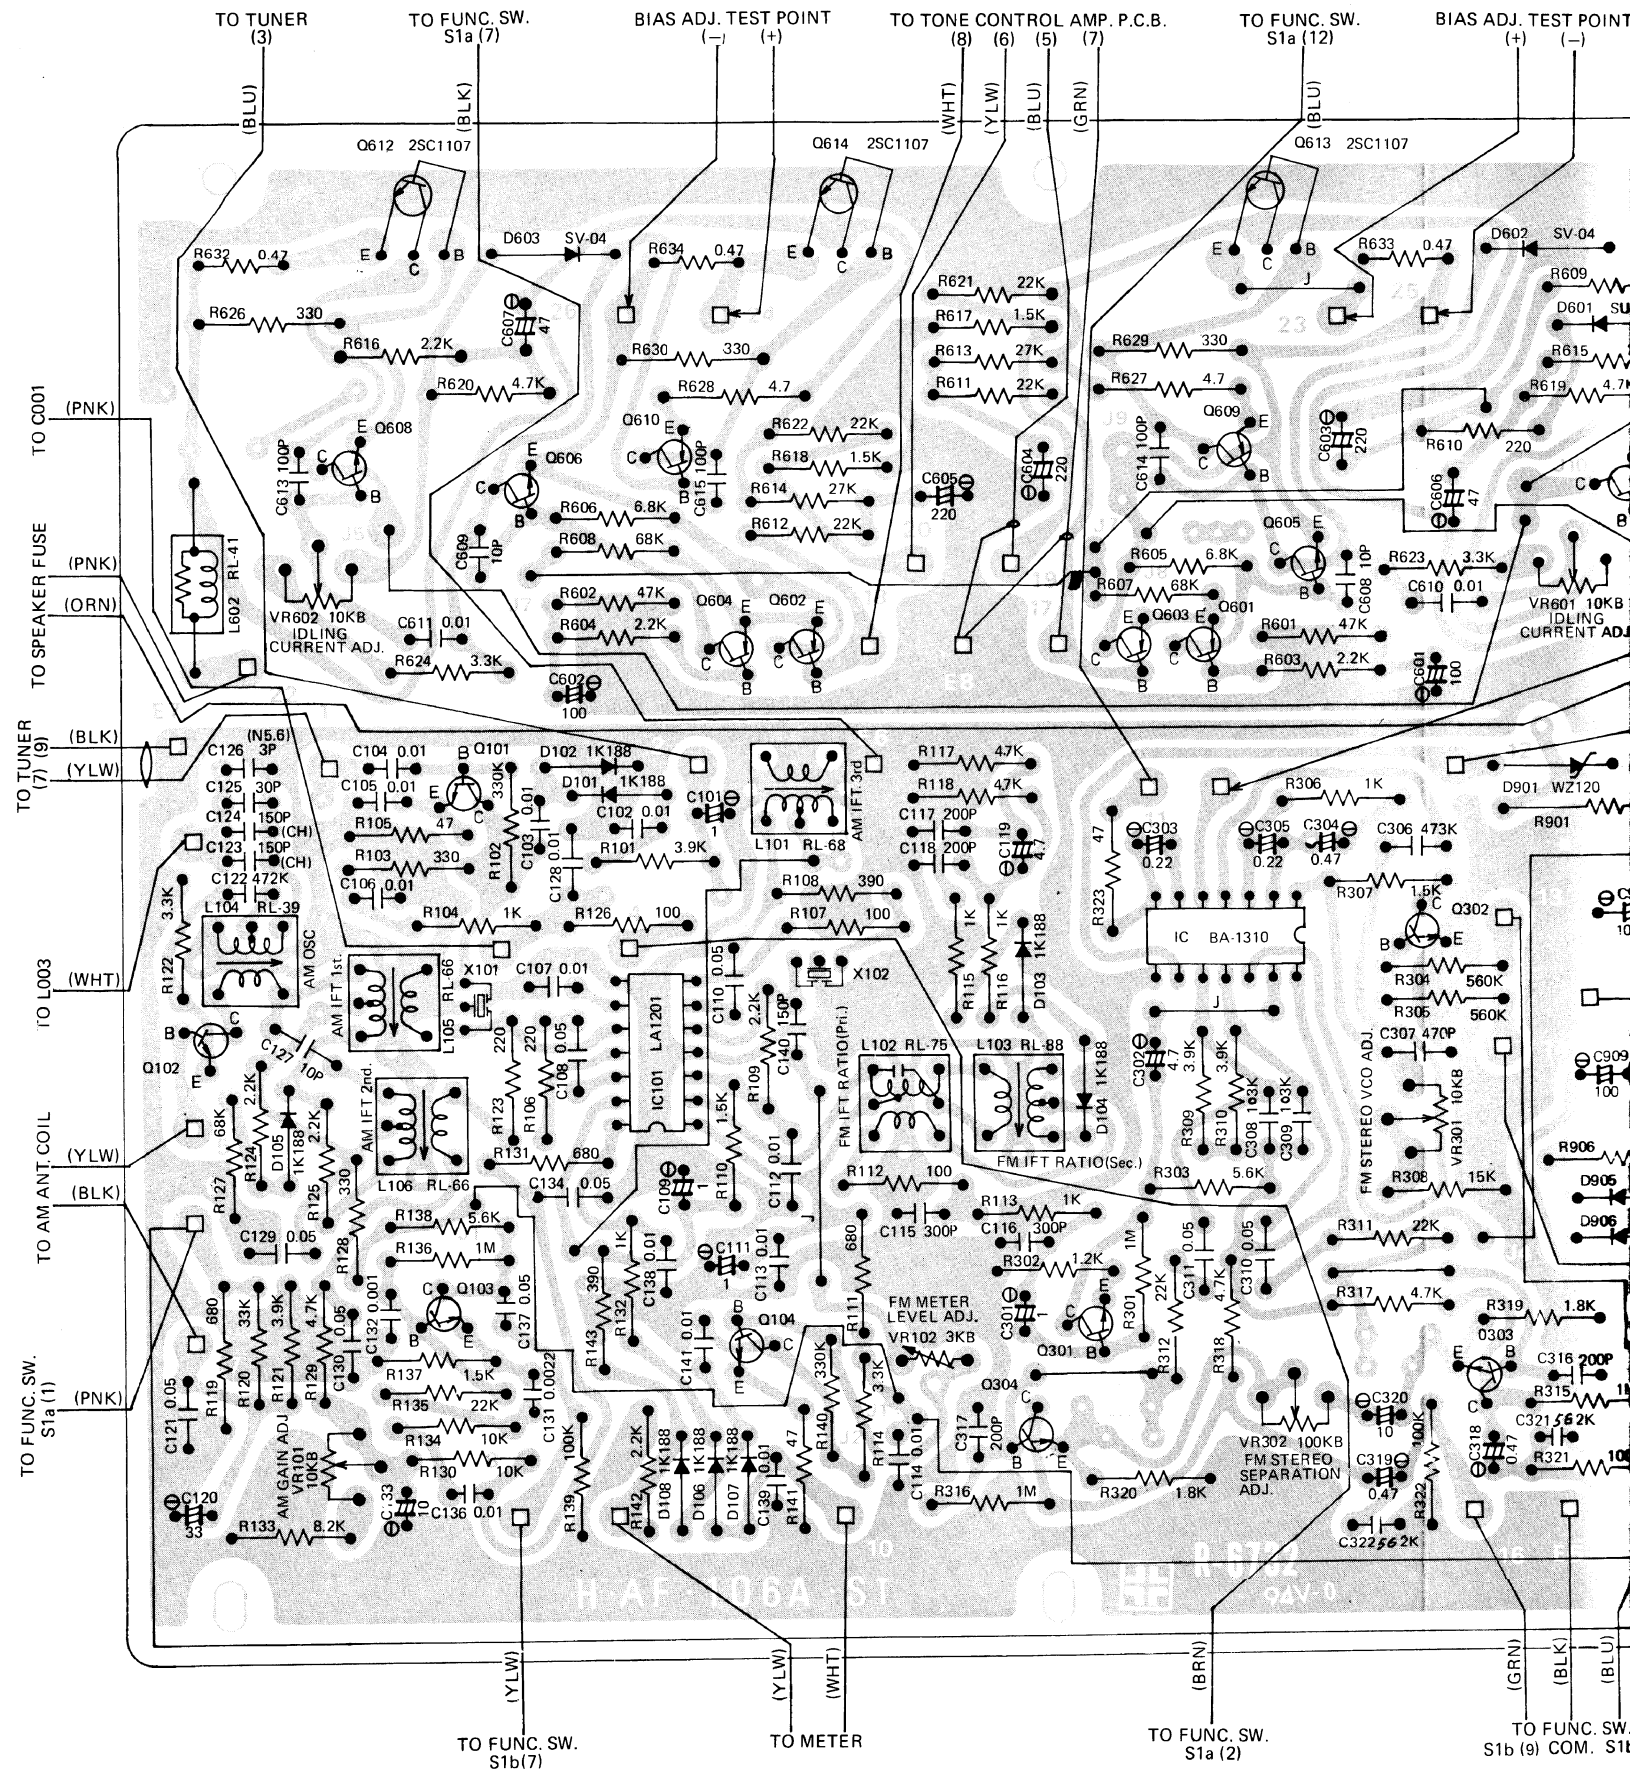 TO TUNER
(3)
TO FUNC. SW.
S1a (7)
BIAS ADJ. TEST POINT
(−) (+)
TO TONE CONTROL AMP. P.C.B.
(8) (6) (5) (7)
TO FUNC. SW.
S1a (12)
BIAS ADJ. TEST POINT
(+) (−)
(BLU)
(BLK)
(WHT)
(YLW)
(BLU)
(GRN)
(BLU)
Q612 2SC1107
Q614 2SC1107
Q613 2SC1107
E C B
D603 SV-04
E C B
E C B
D602 SV-04
R632 0.47
R634 0.47
R633 0.47
J
R609
R621 22K
D601
R626 330
C607 47
R617 1.5K
23
25
R616 2.2K
R630 330
R613 27K
R629 330
R615
R620 4.7K
R628 4.7
R611 22K
R627 4.7
R619 4.7K
TO C001
(PNK)
E Q608 C B
Q610 E C B
R622 22K
Q609 E C B
C603 220
R610 220
C613 100P
E Q606 C B
C615 100P
R618 1.5K
C605 220
C604 220
C614 100P
C606 47
R614 27K
R606 6.8K
R612 22K
Q605 E C B
TO SPEAKER FUSE
(PNK)
(ORN)
L602 RL-41
C609 10P
R608 68K
R605 6.8K
C608 10P
R623 3.3K
R607 68K
C610 0.01
VR602 10KB
IDLING
CURRENT ADJ.
R602 47K
Q604 Q602
E C B
E C B
Q603 Q601
E C B
E C B
VR601 10KB
IDLING
CURRENT ADJ.
C611 0.01
R604 2.2K
R601 47K
R624 3.3K
R603 2.2K
C601 100
C602 100
TO TUNER
(7) (9)
(BLK)
(YLW)
(N5.6)
C126 3P
C104 0.01
B Q101 E C
D102 1K188
R117 47K
C125 30P
C105 0.01
330K
D101 1K188
R118 4.7K
R306 1K
D901 WZ120
C124 150P (CH)
R105 47
C102 0.01
C101 1
C117 200P
C303 0.22
C305 0.22
C304 0.47
C306 473K
R901
C123 150P (CH)
R103 330
R102
C103 0.01
R101 3.9K
L101 RL-68
AM IFT 3rd
C118 200P
C119 4.7
47
R323
C122 472K
C106 0.01
C128 0.01
R108 390
R307 1.5K
L104 RL-39
AM OSC
R104 1K
R126 100
R107 100
1K
1K
1K188
IC BA-1310
Q302 C B E
3.3K
R122
AM IFT 1st.
RL-66
L105
X101
C107 0.01
C110 0.05
X102
R115
R116
D103
R304 560K
TO L003
(WHT)
2.2K
150P
C140
J
R305 560K
B C E
Q102
C127 10P
220
220
C108 0.05
IC101 LA1201
R109
FM IFT RATIO(Pri.)
L102 RL-75
L103 RL-88
1K188
D104
C302 4.7
3.9K
3.9K
FM STEREO VCO ADJ.
C307 470P
C909 100
2.2K
AM IFT 2nd.
R123
R106
1.5K
R309
R310
C308
C309
VR301 10KB
68K
R124
D105 1K188
2.2K
R131 680
FM IFT RATIO(Sec.)
TO AM ANT. COIL
(YLW)
(BLK)
R127
R125
330
L106 RL-66
C134 0.05
C109 1
R110
C112 0.01
R112 100
R303 5.6K
R308 15K
R906
D905
D906
R138 5.6K
C115 300P
R113 1K
C116 300P
R302 1.2K
1M
R311 22K
C129 0.05
R128
R136 1M
1K
C138 0.01
C111 1
C113 0.01
680
C311 0.05
C310 0.05
680
33K
3.9K
4.7K
C132 0.001
C Q103 B E
C137 0.05
390
R132
R111
FM METER
LEVEL ADJ.
VR102 3KB
C301 1
C E B
Q301
R301
22K
4.7K
R317 4.7K
C130 0.05
R143
C141 0.01
B Q104 C E
R319 1.8K
TO FUNC. SW.
S1a (1)
(PNK)
R119
R120
R121
R129
R137 1.5K
330K
3.3K
R312
R318
E B C
C316 200P
C121 0.05
R135 22K
C131 0.0022
Q304 C B E
C320 10
R315
R134 10K
100K
2.2K
1K188
1K188
1K188
47
R140
R114
C317 200P
VR302 100KB
FM STEREO
SEPARATION
ADJ.
100K
C321 562K
AM GAIN ADJ
VR101
10KB
R130 10K
0.01
C114 0.01
C319 0.47
C318 0.47
R321
C120 33
10
C136 0.01
R139
R142
D108
D106
D107
C139
R141
R316 1M
R320 1.8K
R322
R133 8.2K
C322 562K
10
H AF 106A ST
R-6732
94V-0
(YLW)
(YLW)
(WHT)
(BRN)
(GRN)
(BLK)
(BLU)
TO FUNC. SW.
S1b(7)
TO METER
TO FUNC. SW.
S1a (2)
TO FUNC. SW.
S1b (9) COM.